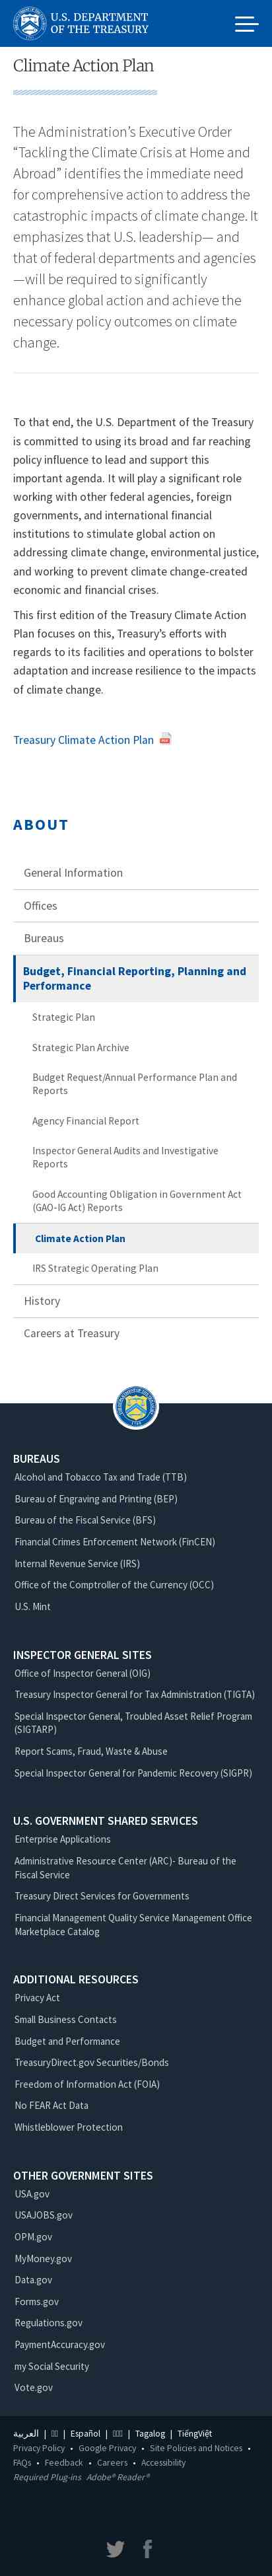 U.S. DEPARTMENT
OF THE TREASURY
Climate Action Plan
The Administration’s Executive Order
“Tackling the Climate Crisis at Home and
Abroad” identifies the immediate need
for comprehensive action to address the
catastrophic impacts of climate change. It
emphasizes that U.S. leadership— and
that of federal departments and agencies
—will be required to significantly
enhance global action and achieve the
necessary policy outcomes on climate
change.
To that end, the U.S. Department of the Treasury
is committed to using its broad and far reaching
policy influence to lead and support this
important agenda. It will play a significant role
working with other federal agencies, foreign
governments, and international financial
institutions to stimulate global action on
addressing climate change, environmental justice,
and working to prevent climate change-created
economic and financial crises.
This first edition of the Treasury Climate Action
Plan focuses on this, Treasury’s efforts with
regards to its facilities and operations to bolster
adaptation and increase resilience to the impacts
of climate change.
Treasury Climate Action Plan
ABOUT
General Information
Offices
Bureaus
Budget, Financial Reporting, Planning and
Performance
Strategic Plan
Strategic Plan Archive
Budget Request/Annual Performance Plan and
Reports
Agency Financial Report
Inspector General Audits and Investigative
Reports
Good Accounting Obligation in Government Act
(GAO-IG Act) Reports
Climate Action Plan
IRS Strategic Operating Plan
History
Careers at Treasury
BUREAUS
Alcohol and Tobacco Tax and Trade (TTB)
Bureau of Engraving and Printing (BEP)
Bureau of the Fiscal Service (BFS)
Financial Crimes Enforcement Network (FinCEN)
Internal Revenue Service (IRS)
Office of the Comptroller of the Currency (OCC)
U.S. Mint
INSPECTOR GENERAL SITES
Office of Inspector General (OIG)
Treasury Inspector General for Tax Administration (TIGTA)
Special Inspector General, Troubled Asset Relief Program
(SIGTARP)
Report Scams, Fraud, Waste & Abuse
Special Inspector General for Pandemic Recovery (SIGPR)
U.S. GOVERNMENT SHARED SERVICES
Enterprise Applications
Administrative Resource Center (ARC)- Bureau of the
Fiscal Service
Treasury Direct Services for Governments
Financial Management Quality Service Management Office
Marketplace Catalog
ADDITIONAL RESOURCES
Privacy Act
Small Business Contacts
Budget and Performance
TreasuryDirect.gov Securities/Bonds
Freedom of Information Act (FOIA)
No FEAR Act Data
Whistleblower Protection
OTHER GOVERNMENT SITES
USA.gov
USAJOBS.gov
OPM.gov
MyMoney.gov
Data.gov
Forms.gov
Regulations.gov
PaymentAccuracy.gov
my Social Security
Vote.gov
العربية | | Español | | Tagalog | TiếngViệt
Privacy Policy • Google Privacy • Site Policies and Notices •
FAQs • Feedback • Careers • Accessibility
Required Plug-ins Adobe® Reader®